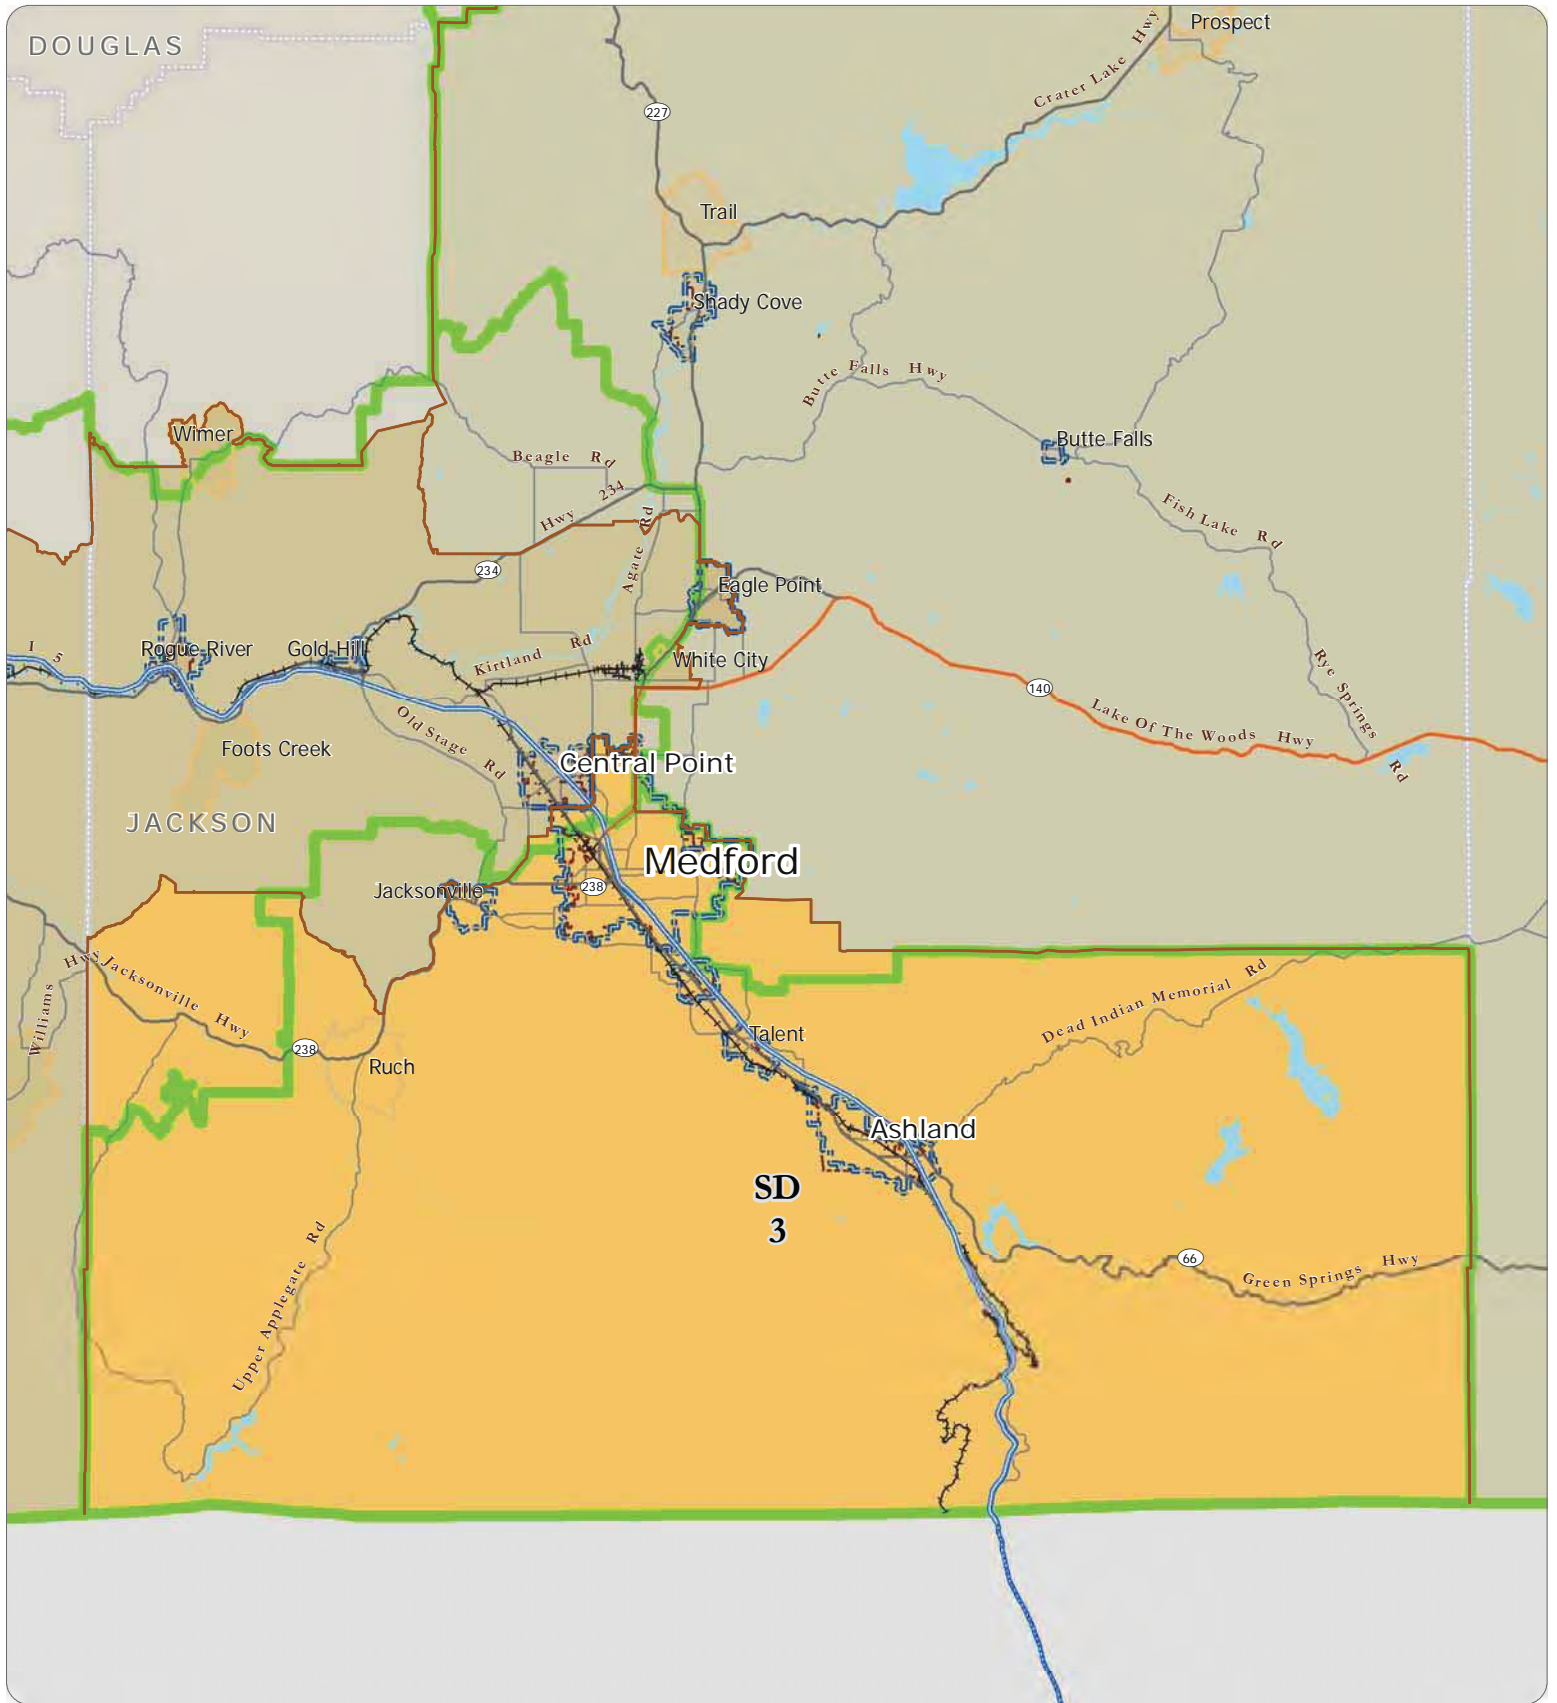 Prospect
DOUGLAS
Crater Lake Hwy
227
Trail
Shady Cove
Butte Falls Hwy
Wimer
Butte Falls
Beagle Rd
Hwy 234
Fish Lake Rd
Agate Rd
234
Eagle Point
I 5
Rogue River
Gold Hill
Kirtland Rd
White City
Rye Springs Rd
140
Lake Of The Woods Hwy
Old Stage Rd
Foots Creek
Central Point
JACKSON
Medford
238
Jacksonville
Williams Hwy
Jacksonville Hwy
Dead Indian Memorial Rd
Talent
238
Ruch
Ashland
SD
3
66
Green Springs Hwy
Upper Applegate Rd